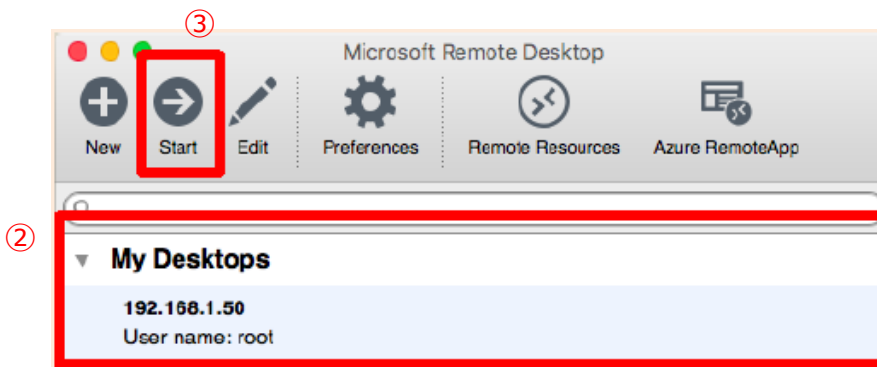 ③
Microsoft Remote Desktop
New Start Edit Preferences Remote Resources Azure RemoteApp
②
My Desktops
192.168.1.50
User name: root